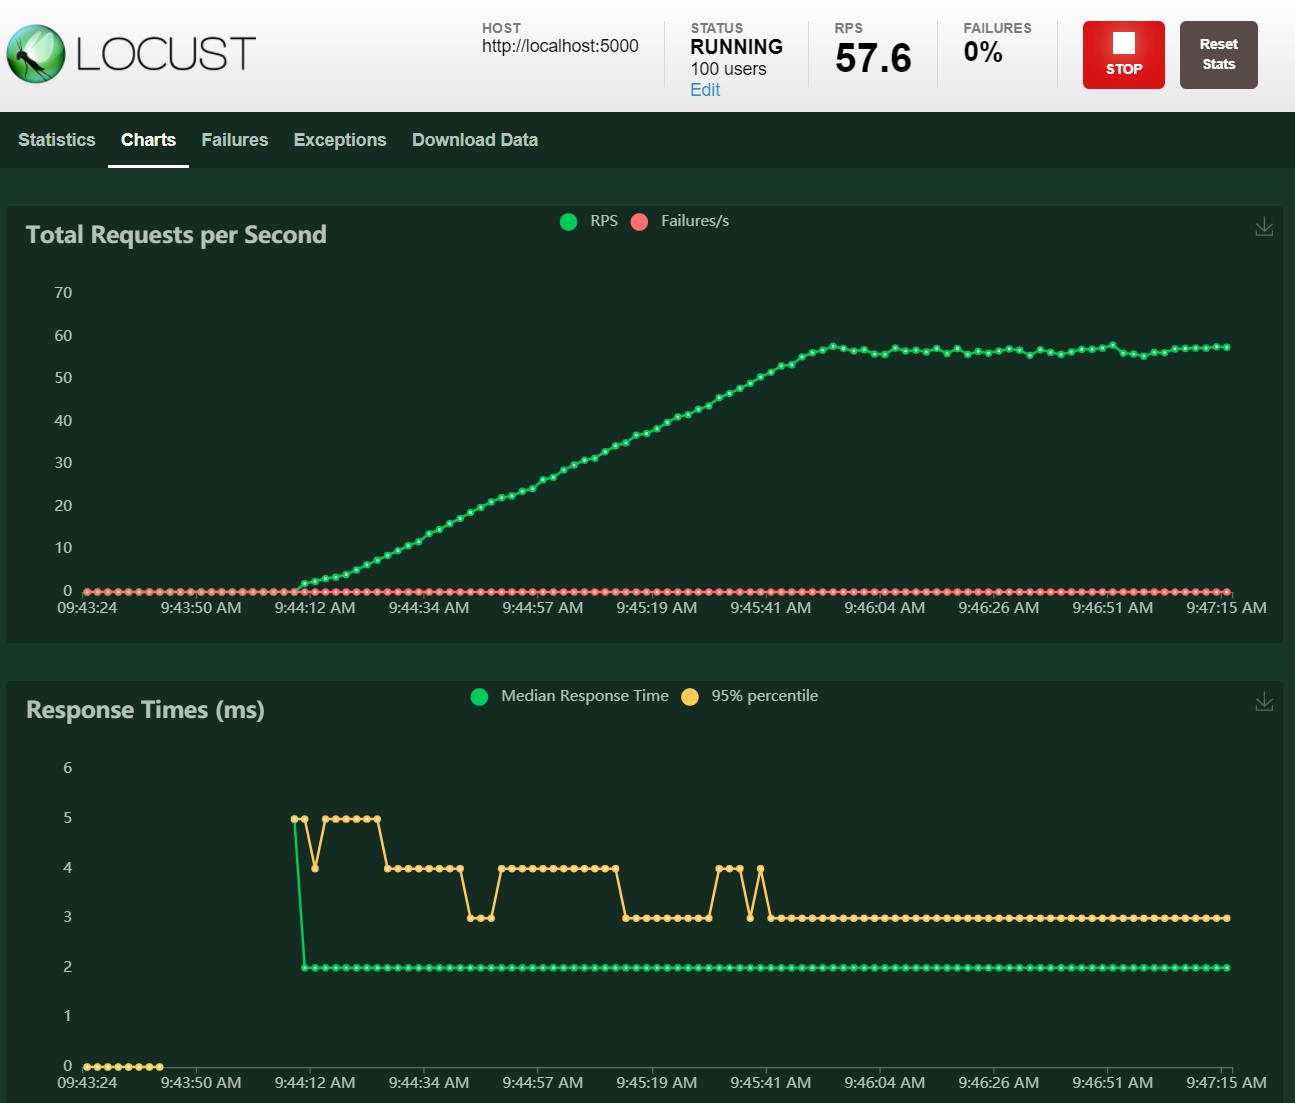 LOCUST
HOST
http://localhost:5000
STATUS
RUNNING
100 users
Edit
RPS
57.6
FAILURES
0%
STOP
Reset
Stats
Statistics Charts Failures Exceptions Download Data
Total Requests per Second
RPS Failures/s
70
60
50
40
30
20
10
0
09:43:24 9:43:50 AM 9:44:12 AM 9:44:34 AM 9:44:57 AM 9:45:19 AM 9:45:41 AM 9:46:04 AM 9:46:26 AM 9:46:51 AM 9:47:15 AM
Response Times (ms)
Median Response Time 95% percentile
6
5
4
3
2
1
0
09:43:24 9:43:50 AM 9:44:12 AM 9:44:34 AM 9:44:57 AM 9:45:19 AM 9:45:41 AM 9:46:04 AM 9:46:26 AM 9:46:51 AM 9:47:15 AM